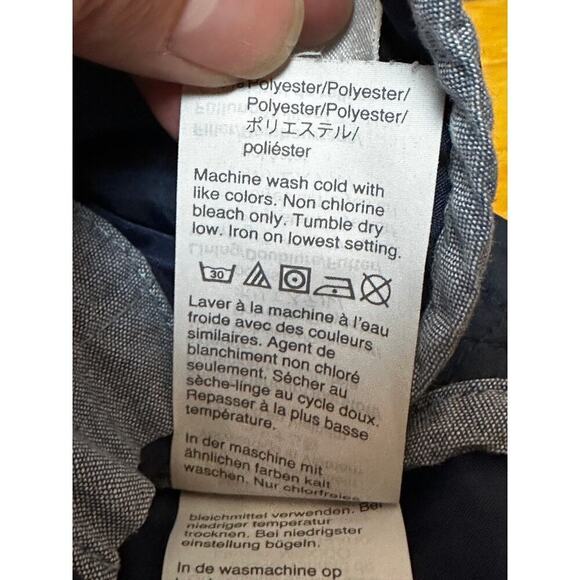 Polyester/Polyester/
Polyester/Polyester/
ポリエステル/
poliéster
Machine wash cold with
like colors. Non chlorine
bleach only. Tumble dry
low. Iron on lowest setting.
30
Laver à la machine à l'eau
froide avec des couleurs
similaires. Agent de
blanchiment non chloré
seulement. Sécher au
sèche-linge au cycle doux.
Repasser à la plus basse
température.
In der maschine mit
ähnlichen farben kalt
waschen. Nur chlorfreies
bleichmittel verwenden. Bei
niedriger temperatur
trocknen. Bei niedrigster
einstellung bügeln.
In de wasmachine op